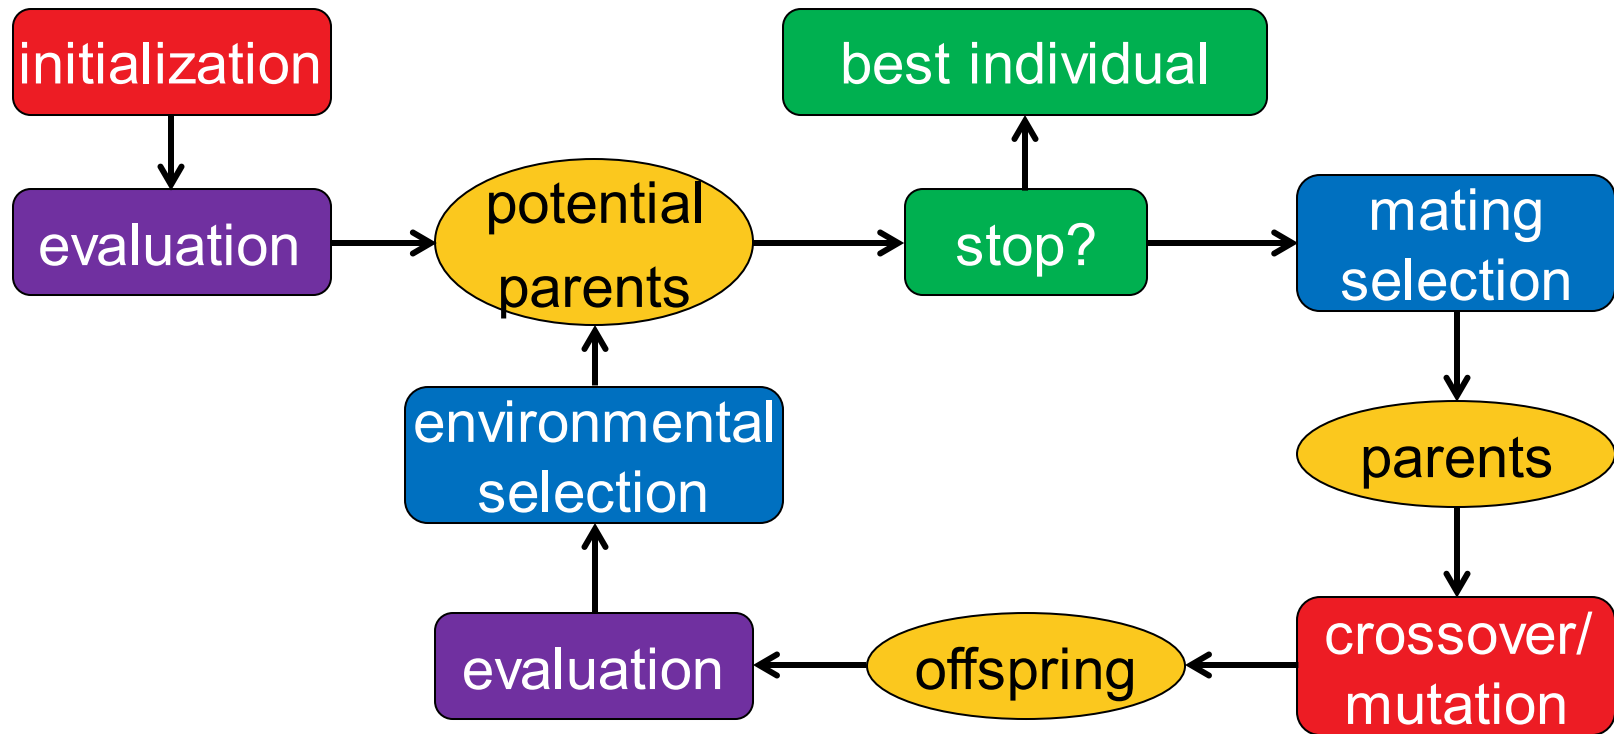 initialization
best individual
evaluation
potential
parents
stop?
mating
selection
environmental
selection
parents
evaluation
offspring
crossover/
mutation